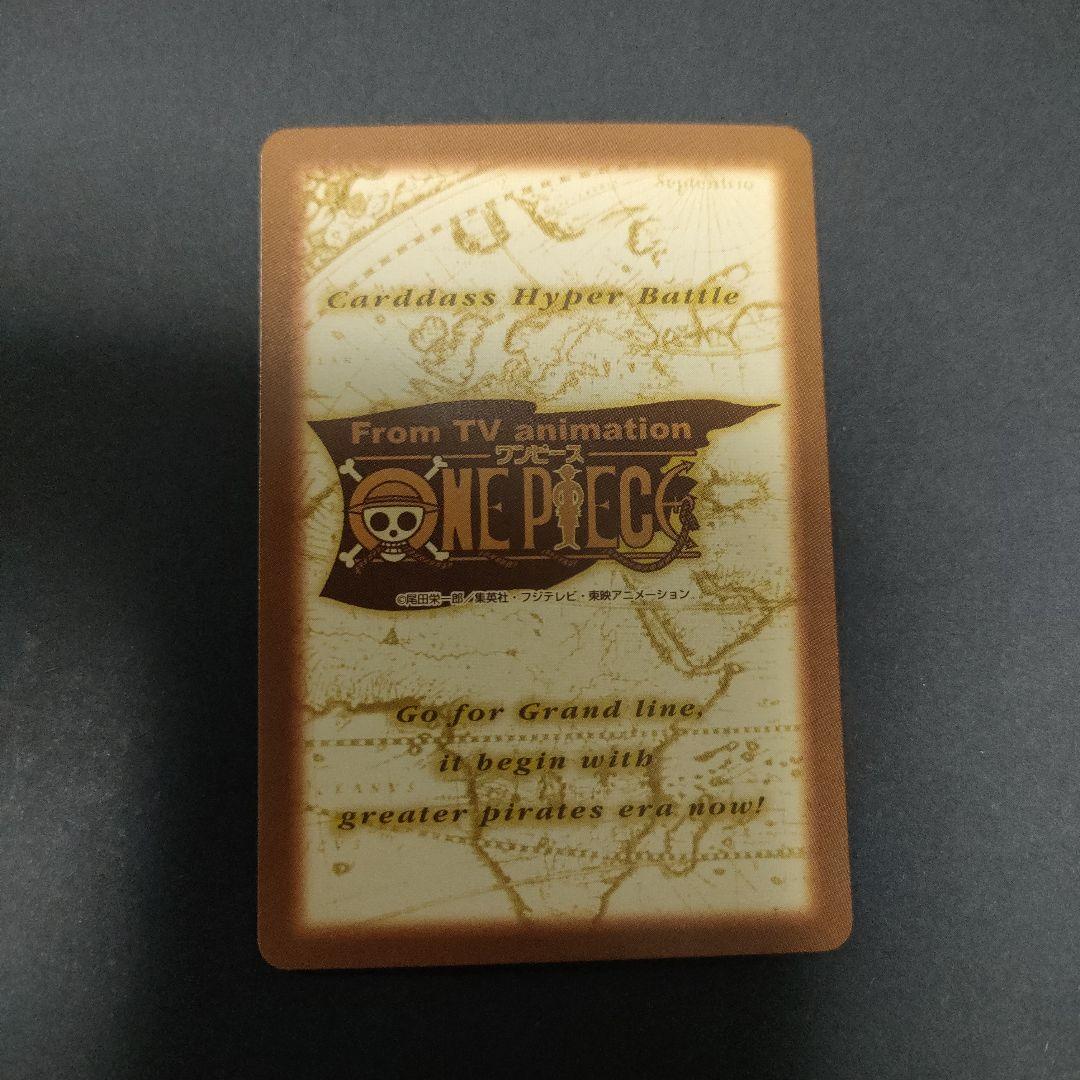 Septentrio
Carddass Hyper Battle
From TV animation
ワンピース
ONE PIECE
©尾田栄一郎／集英社・フジテレビ・東映アニメーション
Go for Grand line,
it begin with
greater pirates era now!